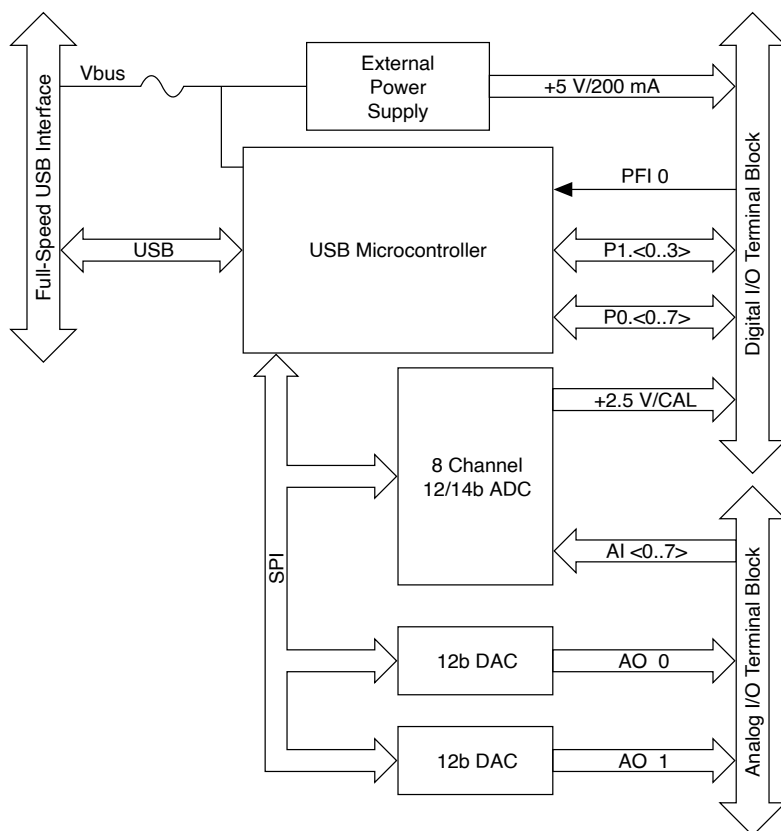 Full-Speed USB Interface
Vbus
External
Power
Supply
+5 V/200 mA
PFI 0
USB
USB Microcontroller
P1.<0..3>
P0.<0..7>
Digital I/O Terminal Block
+2.5 V/CAL
8 Channel
12/14b ADC
AI <0..7>
SPI
12b DAC
AO 0
12b DAC
AO 1
Analog I/O Terminal Block